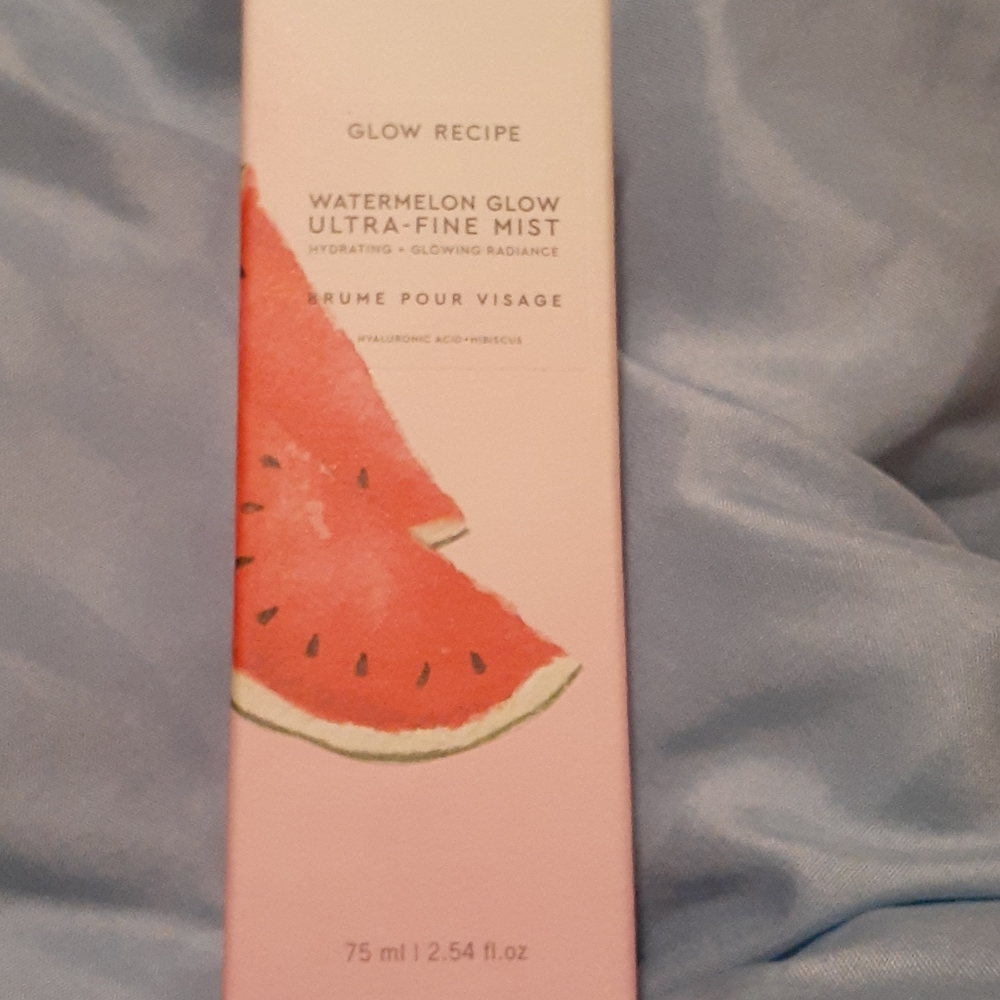 GLOW RECIPE
WATERMELON GLOW
ULTRA-FINE MIST
HYDRATING + GLOWING RADIANCE
BRUME POUR VISAGE
HYALURONIC ACID + HIBISCUS
75 ml | 2.54 fl.oz